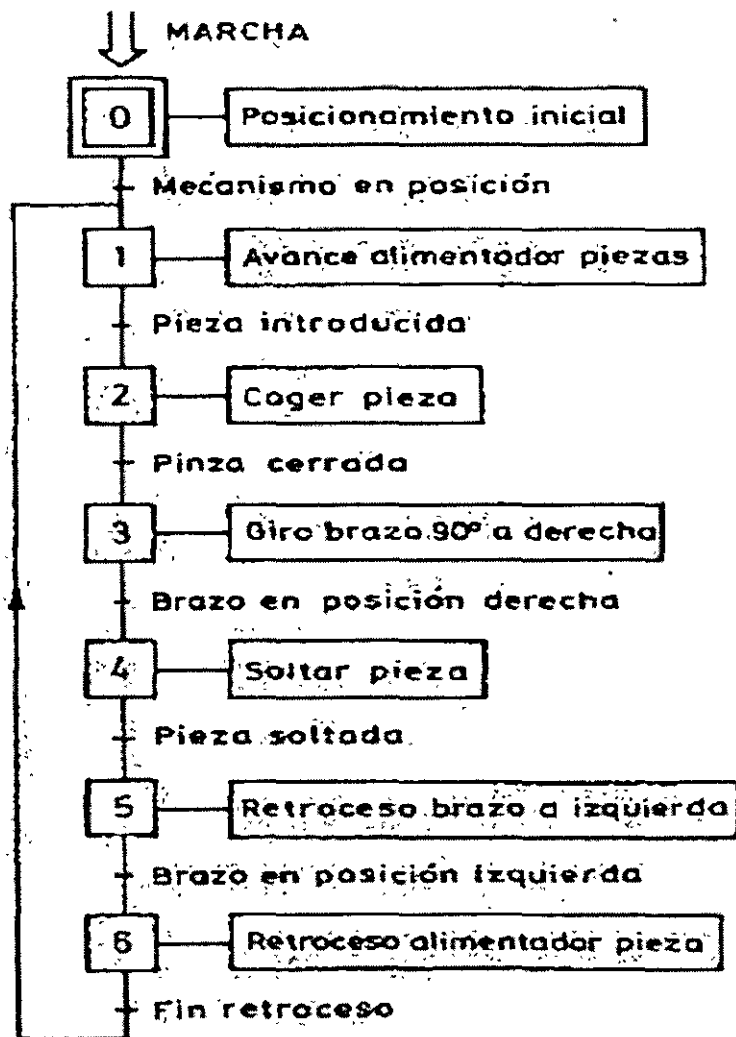 MARCHA
0 Posicionamiento inicial
Mecanismo en posición
1 Avance alimentador piezas
Pieza introducida
2 Coger pieza
Pinza cerrada
3 Giro brazo 90º a derecha
Brazo en posición derecha
4 Soltar pieza
Pieza soltada
5 Retroceso brazo a izquierda
Brazo en posición izquierda
6 Retroceso alimentador pieza
Fin retroceso